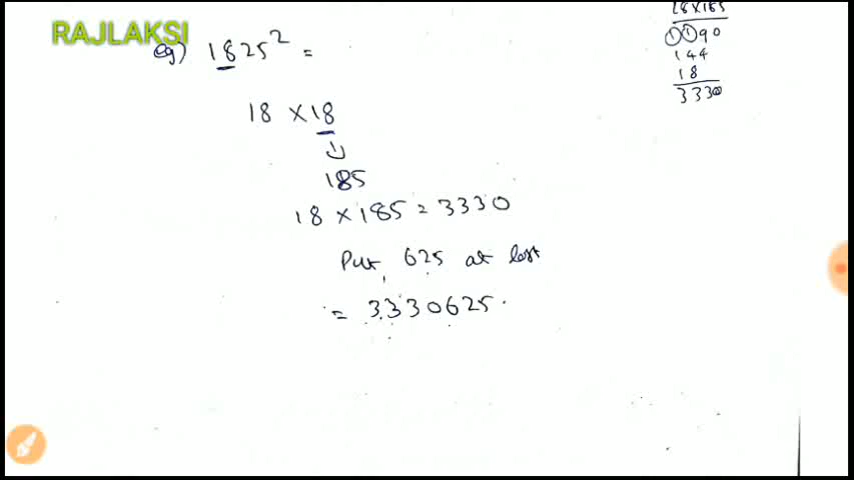 RAJLAKSI
eg) 1825² =
18 × 18
↓
185
18 × 185 = 3330
Put 625 at last
= 3330625.
18×185
1190
144
18
3330